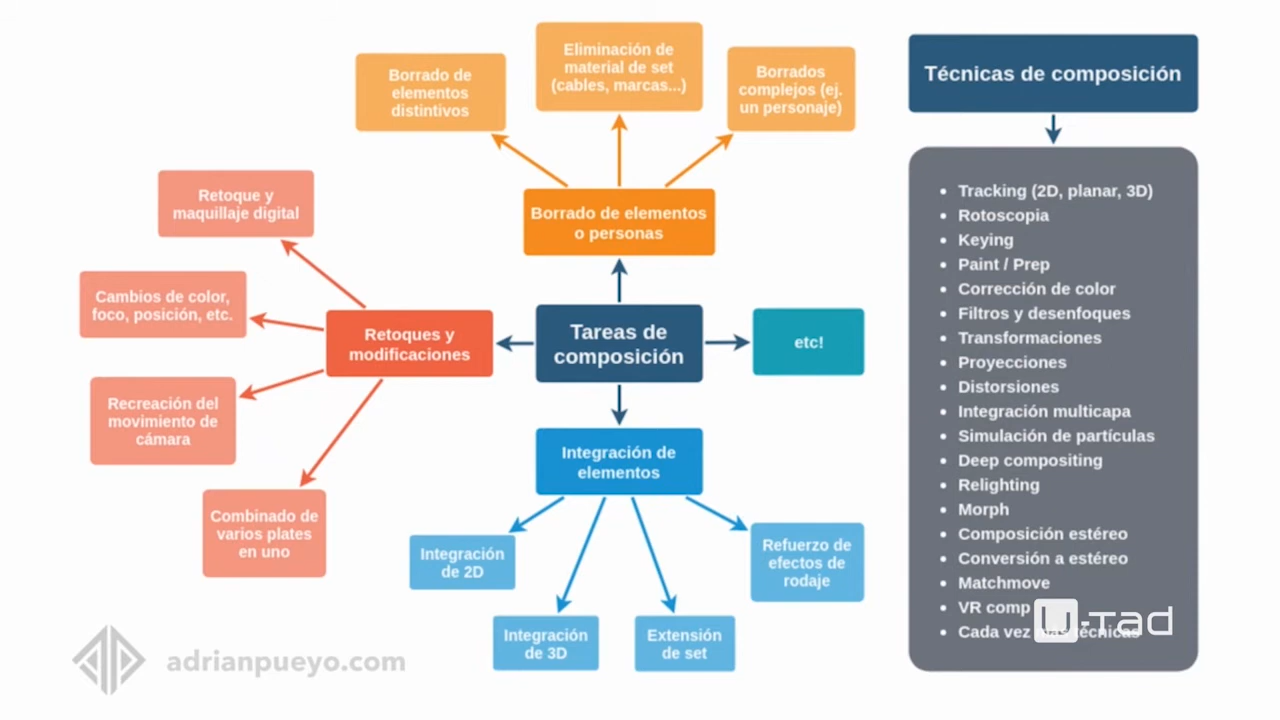 Eliminación de
material de set
(cables, marcas...)
Borrado de
elementos
distintivos
Borrados
complejos (ej.
un personaje)
Borrado de elementos
o personas
Retoque y
maquillaje digital
Cambios de color,
foco, posición, etc.
Retoques y
modificaciones
Recreación del
movimiento de
cámara
Combinado de
varios plates
en uno
Tareas de
composición
etc!
Integración de
elementos
Integración
de 2D
Integración
de 3D
Extensión
de set
Refuerzo de
efectos de
rodaje
Técnicas de composición
• Tracking (2D, planar, 3D)
• Rotoscopia
• Keying
• Paint / Prep
• Corrección de color
• Filtros y desenfoques
• Transformaciones
• Proyecciones
• Distorsiones
• Integración multicapa
• Simulación de partículas
• Deep compositing
• Relighting
• Morph
• Composición estéreo
• Conversión a estéreo
• Matchmove
• VR comp
• Cada vez más técnicas
U-TAD
adrianpueyo.com